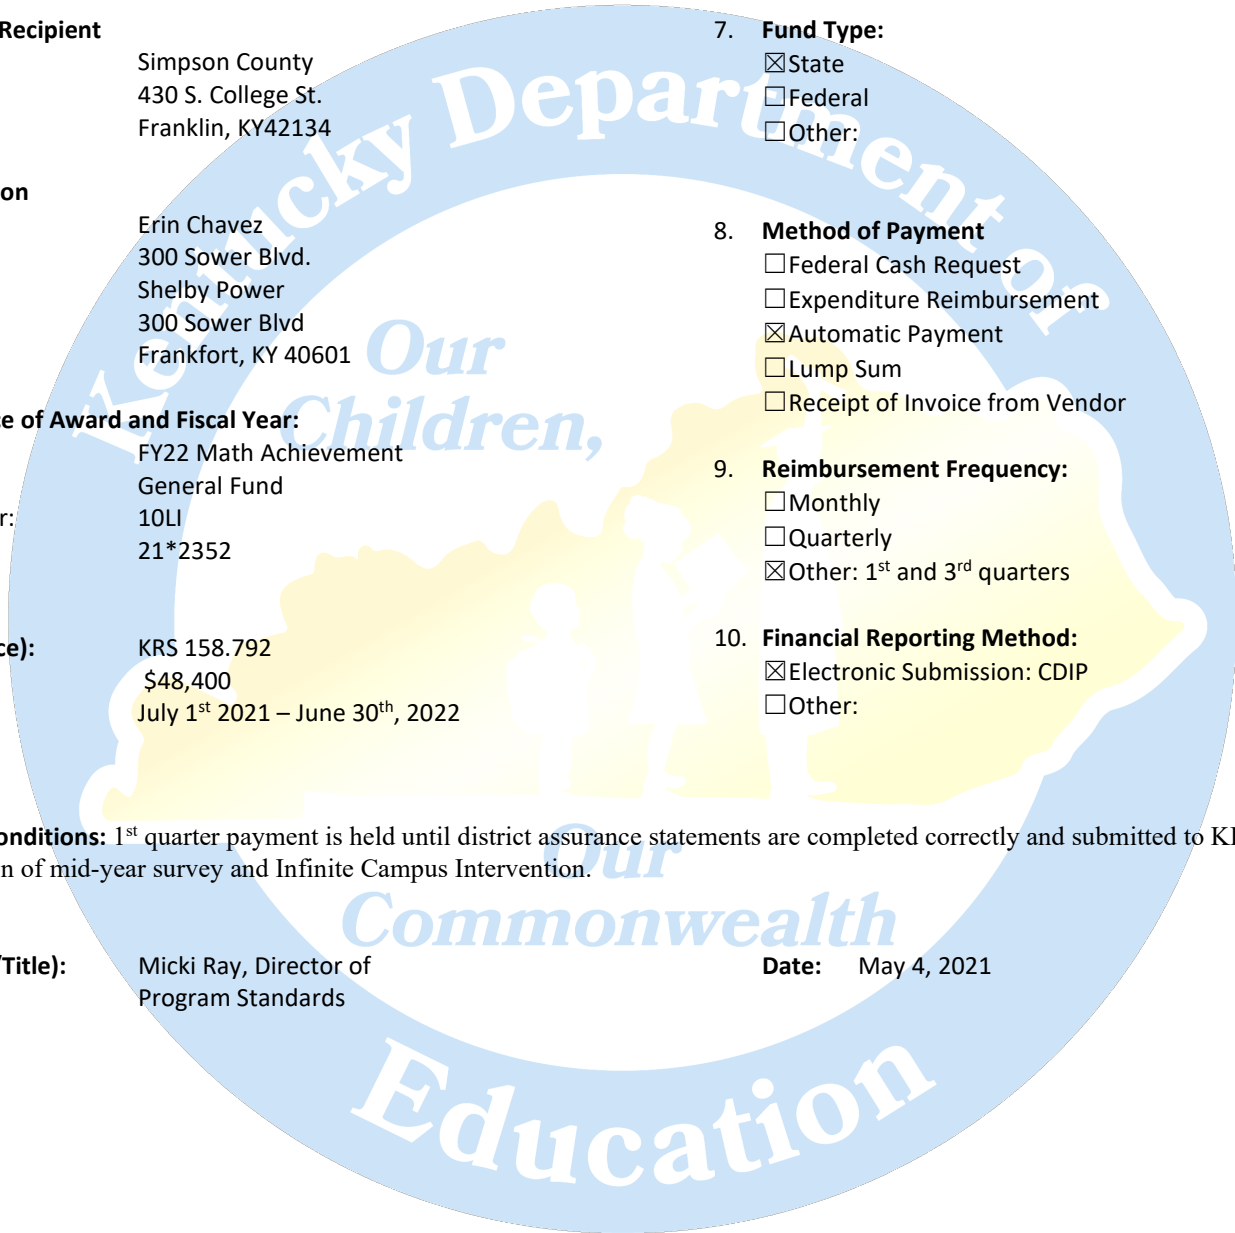 Recipient
Simpson County
430 S. College St.
Franklin, KY42134
on
Erin Chavez
300 Sower Blvd.
Shelby Power
300 Sower Blvd
Frankfort, KY 40601
e of Award and Fiscal Year:
FY22 Math Achievement
General Fund
r: 10LI
21*2352
ce): KRS 158.792
$48,400
July 1st 2021 – June 30th, 2022
7. Fund Type:
☒State
☐Federal
☐Other:
8. Method of Payment
☐Federal Cash Request
☐Expenditure Reimbursement
☒Automatic Payment
☐Lump Sum
☐Receipt of Invoice from Vendor
9. Reimbursement Frequency:
☐Monthly
☐Quarterly
☒Other: 1st and 3rd quarters
10. Financial Reporting Method:
☒Electronic Submission: CDIP
☐Other:
onditions: 1st quarter payment is held until district assurance statements are completed correctly and submitted to
n of mid-year survey and Infinite Campus Intervention.
/Title): Micki Ray, Director of
Program Standards
Date: May 4, 2021
Kentucky Department of
Education
Our
Children,
Our
Commonwealth